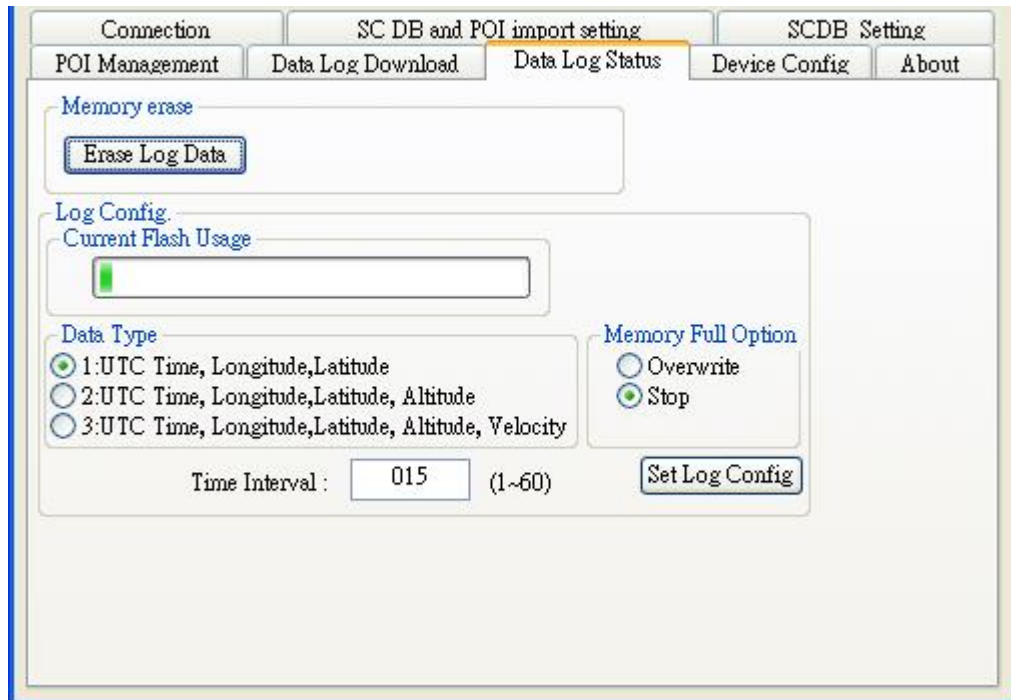 Connection
SC DB and POI import setting
SCDB Setting
POI Management
Data Log Download
Data Log Status
Device Config
About
Memory erase
Erase Log Data
Log Config.
Current Flash Usage
Data Type
1:UTC Time, Longitude,Latitude
2:UTC Time, Longitude,Latitude, Altitude
3:UTC Time, Longitude,Latitude, Altitude, Velocity
Memory Full Option
Overwrite
Stop
Time Interval : 015 (1~60)
Set Log Config